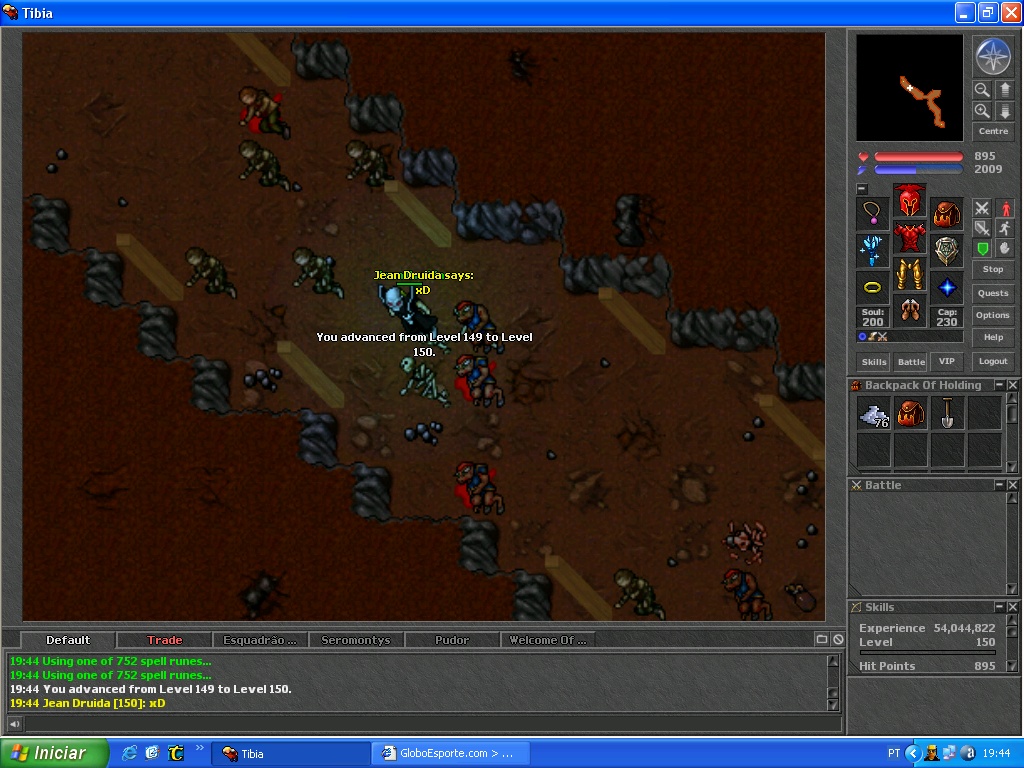 Tibia
Centre
895
2009
Soul:
200
Cap:
230
Stop
Quests
Options
Help
Skills
Battle
VIP
Logout
Jean Druida says:
xD
You advanced from Level 149 to Level
150.
Backpack Of Holding
76
Battle
Skills
Experience 54,044,822
Level 150
Hit Points 895
Default
Trade
Esquadrão ...
Seromontys
Pudor
Welcome Of ...
19:44 Using one of 752 spell runes...
19:44 Using one of 752 spell runes...
19:44 You advanced from Level 149 to Level 150.
19:44 Jean Druida [150]: xD
Iniciar
Tibia
GloboEsporte.com > ...
PT
19:44